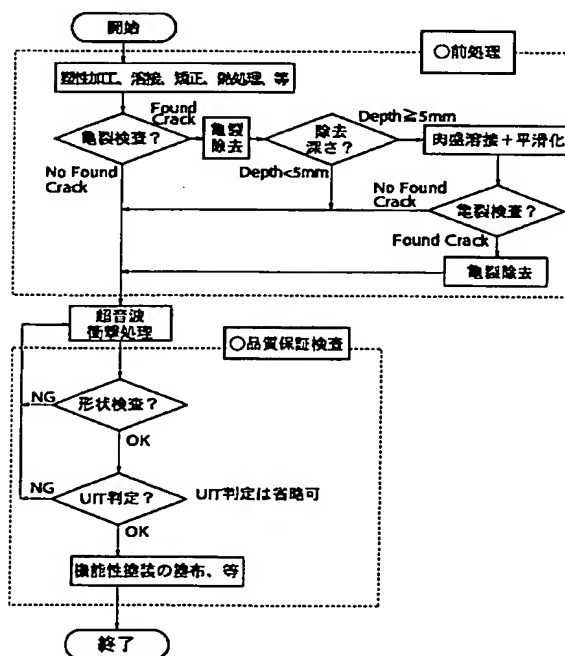 開始
○前処理
塑性加工、溶接、矯正、熱処理、等
Found
Crack
Depth≧5mm
亀裂検査？
亀裂
除去
除去
深さ？
肉盛溶接＋平滑化
No Found
Crack
Depth<5mm
No Found
Crack
亀裂検査？
Found Crack
亀裂除去
超音波
衝撃処理
○品質保証検査
NG
形状検査？
OK
NG
UIT判定？
UIT判定は省略可
OK
機能性塗装の塗布、等
終了